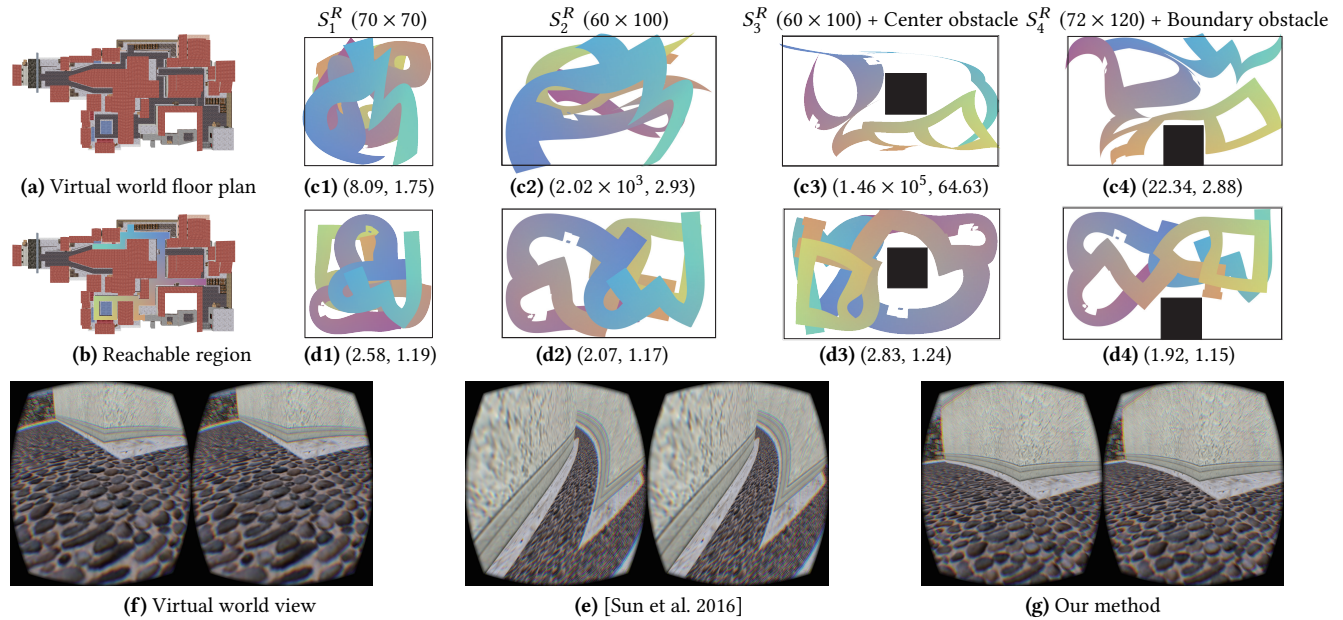 S_1^R (70 × 70)
S_2^R (60 × 100)
S_3^R (60 × 100) + Center obstacle
S_4^R (72 × 120) + Boundary obstacle
(a) Virtual world floor plan
(c1) (8.09, 1.75)
(c2) (2.02 × 10^3, 2.93)
(c3) (1.46 × 10^5, 64.63)
(c4) (22.34, 2.88)
(b) Reachable region
(d1) (2.58, 1.19)
(d2) (2.07, 1.17)
(d3) (2.83, 1.24)
(d4) (1.92, 1.15)
(f) Virtual world view
(e) [Sun et al. 2016]
(g) Our method